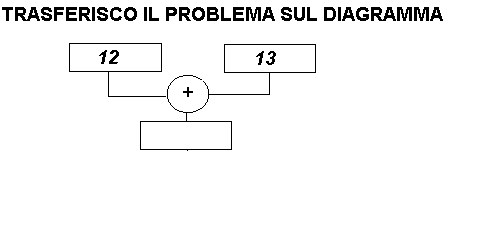 TRASFERISCO IL PROBLEMA SUL DIAGRAMMA
12 13
+